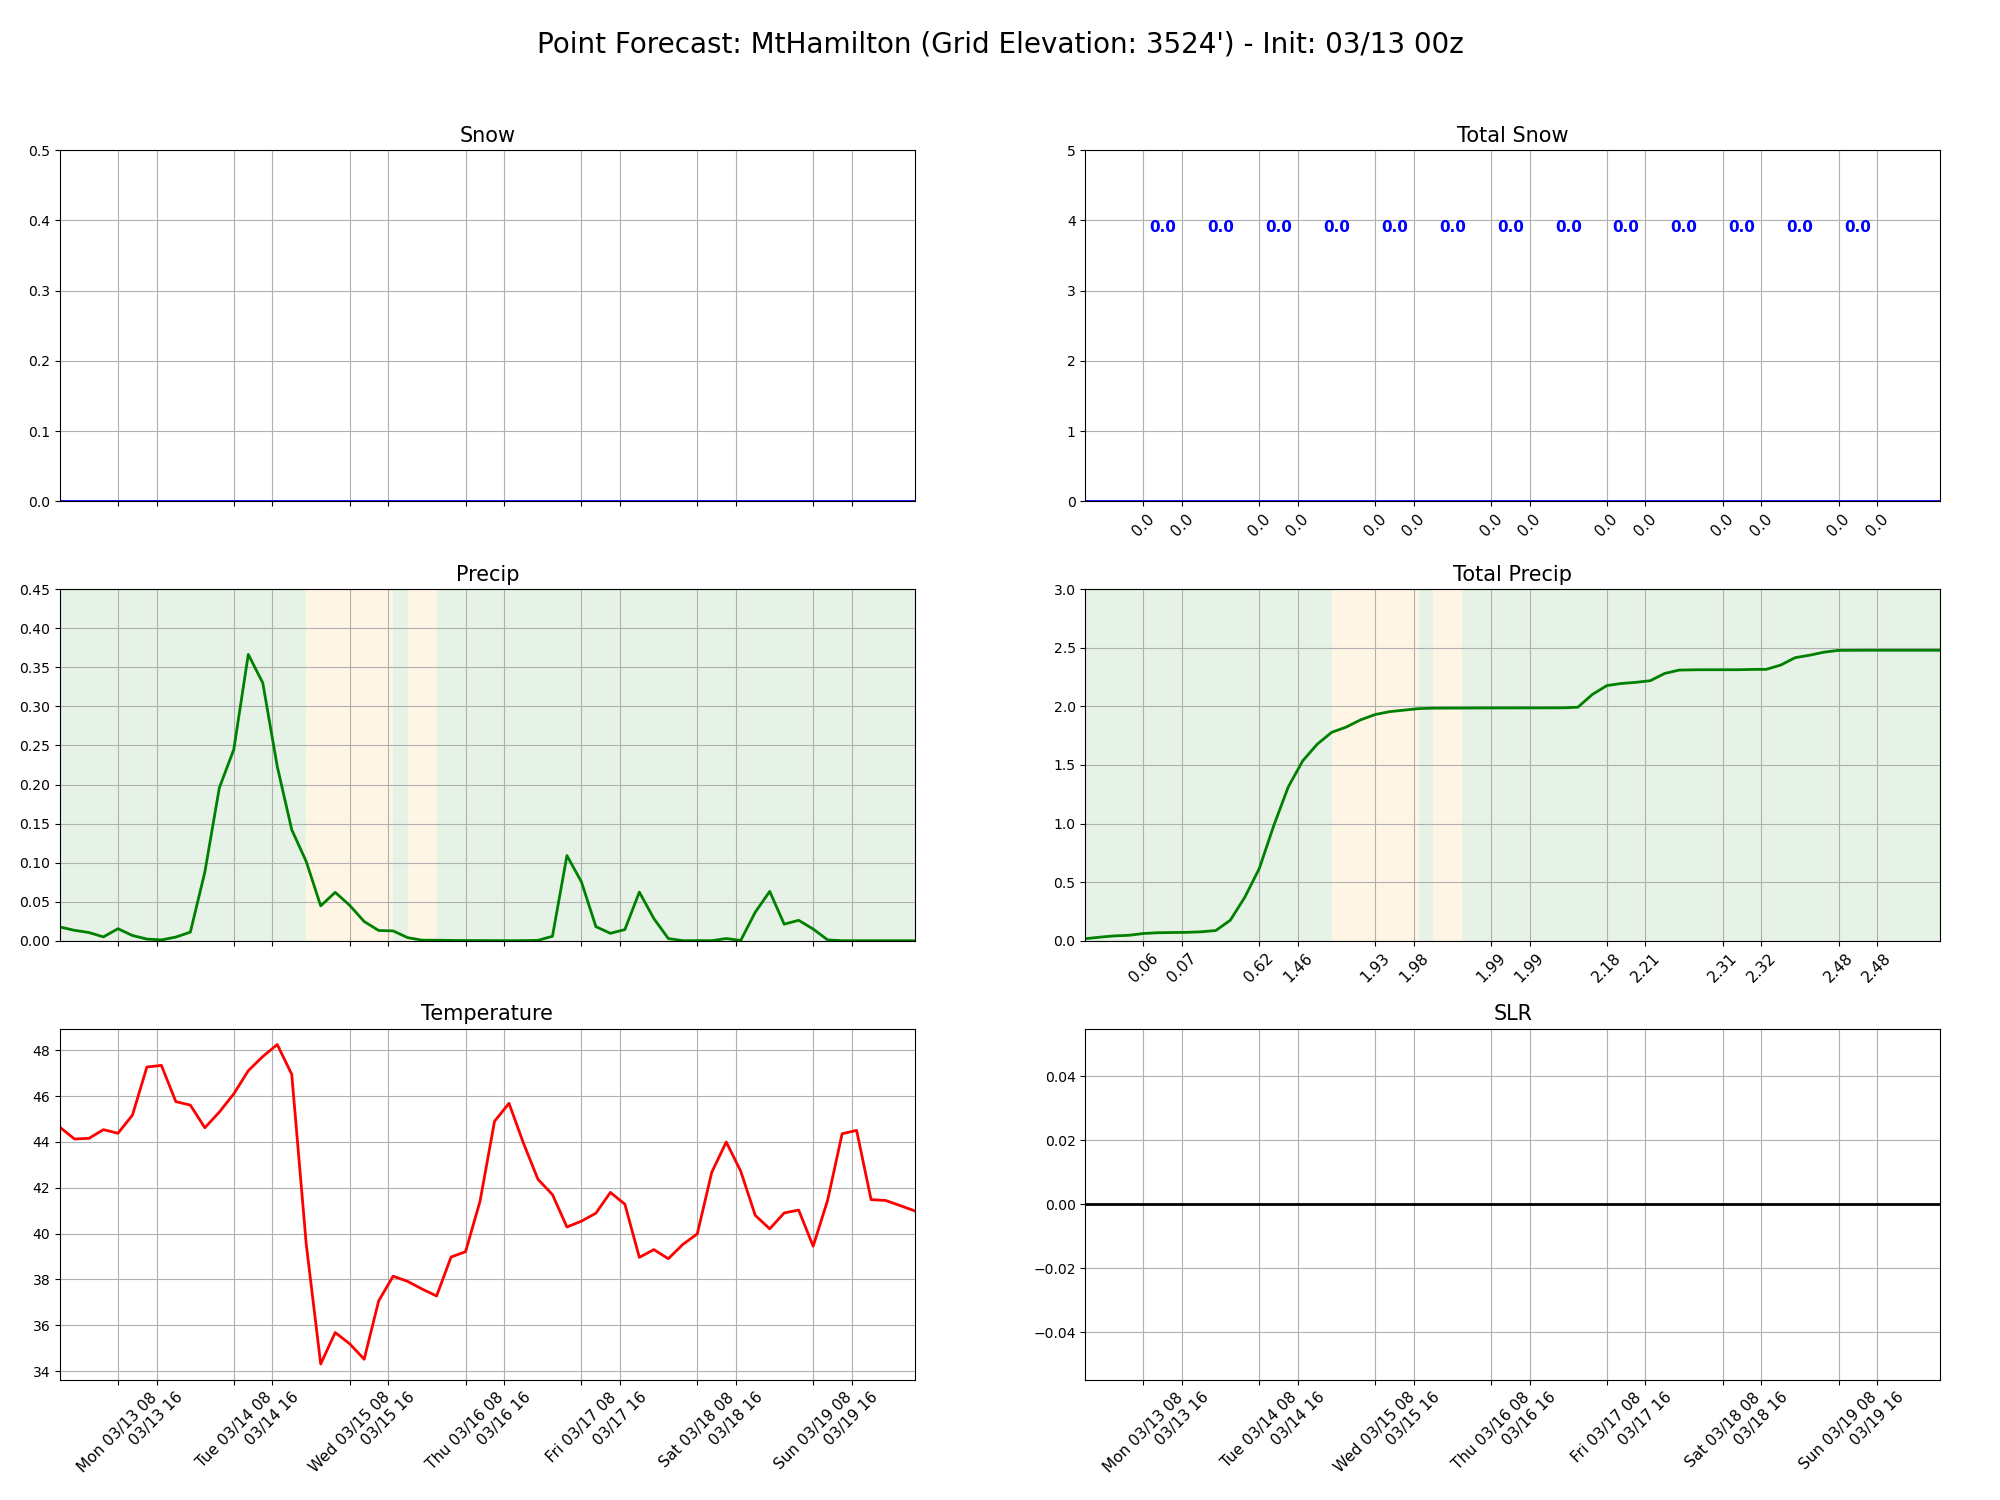 Point Forecast: MtHamilton (Grid Elevation: 3524') - Init: 03/13 00z
Snow
0.5
0.4
0.3
0.2
0.1
0.0
Total Snow
5
4
3
2
1
0
0.0 0.0 0.0 0.0 0.0 0.0 0.0 0.0 0.0 0.0 0.0 0.0 0.0
0.0 0.0 0.0 0.0 0.0 0.0 0.0 0.0 0.0 0.0 0.0 0.0 0.0 0.0
Precip
0.45
0.40
0.35
0.30
0.25
0.20
0.15
0.10
0.05
0.00
Total Precip
3.0
2.5
2.0
1.5
1.0
0.5
0.0
0.06 0.07 0.62 1.46 1.93 1.98 1.99 1.99 2.18 2.21 2.31 2.32 2.48 2.48
Temperature
48
46
44
42
40
38
36
34
Mon 03/13 08
03/13 16
Tue 03/14 08
03/14 16
Wed 03/15 08
03/15 16
Thu 03/16 08
03/16 16
Fri 03/17 08
03/17 16
Sat 03/18 08
03/18 16
Sun 03/19 08
03/19 16
SLR
0.04
0.02
0.00
−0.02
−0.04
Mon 03/13 08
03/13 16
Tue 03/14 08
03/14 16
Wed 03/15 08
03/15 16
Thu 03/16 08
03/16 16
Fri 03/17 08
03/17 16
Sat 03/18 08
03/18 16
Sun 03/19 08
03/19 16